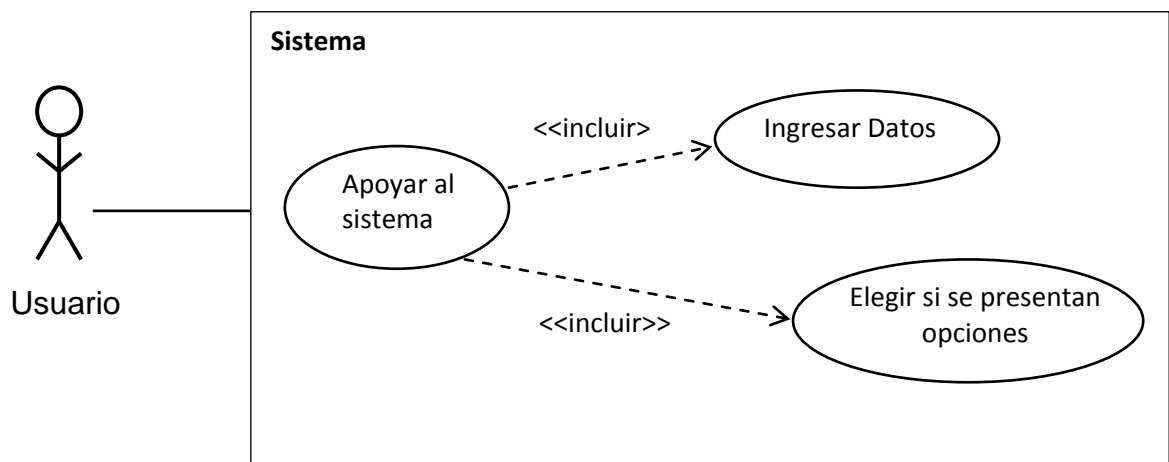 Sistema
<<incluir>
Ingresar Datos
Apoyar al
sistema
Usuario
<<incluir>>
Elegir si se presentan
opciones